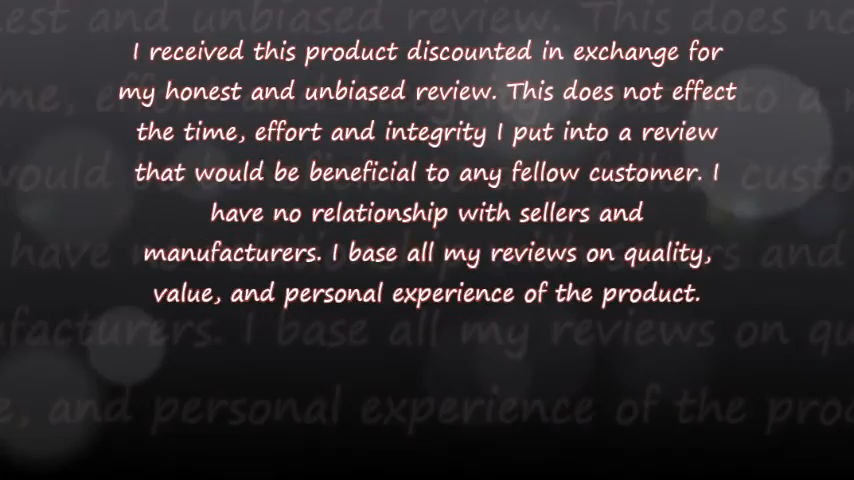 I received this product discounted in exchange for
my honest and unbiased review. This does not effect
the time, effort and integrity I put into a review
that would be beneficial to any fellow customer. I
have no relationship with sellers and
manufacturers. I base all my reviews on quality,
value, and personal experience of the product.